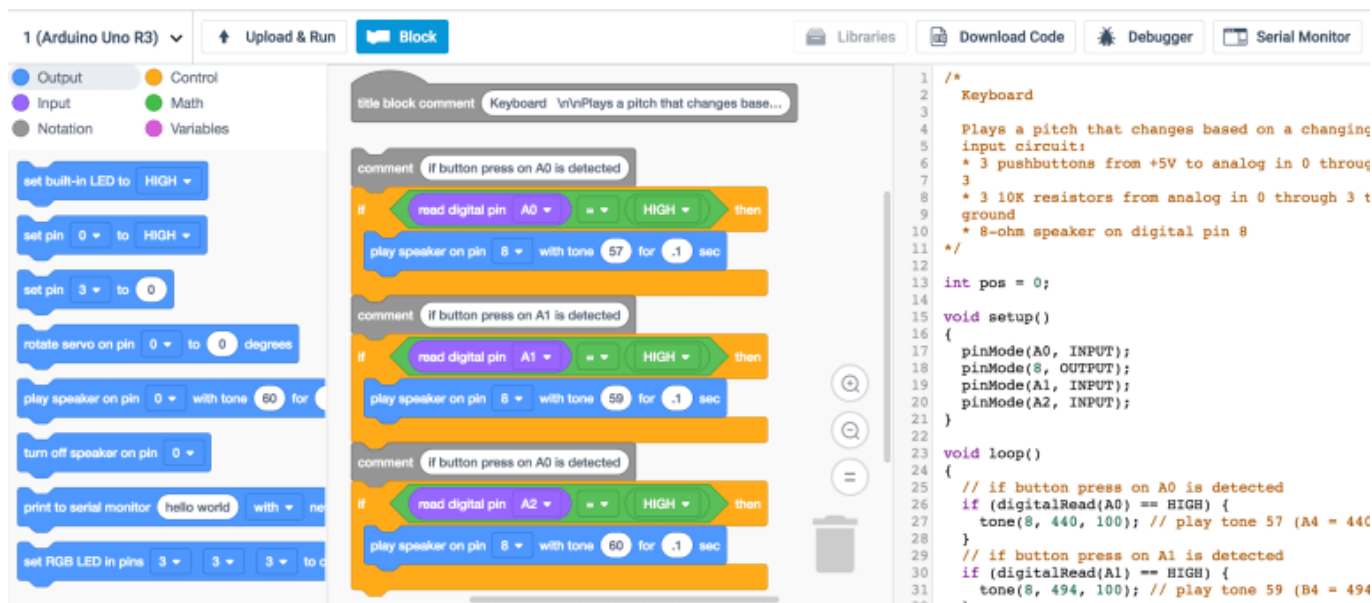 1 (Arduino Uno R3)
Upload & Run
Block
Libraries
Download Code
Debugger
Serial Monitor
Output
Control
Input
Math
Notation
Variables
set built-in LED to HIGH
set pin 0 to HIGH
set pin 3 to 0
rotate servo on pin 0 to 0 degrees
play speaker on pin 0 with tone 60 for
turn off speaker on pin 0
print to serial monitor hello world with
set RGB LED in pins 3 3 3 to
title block comment Keyboard \n\nPlays a pitch that changes base...
comment if button press on A0 is detected
if read digital pin A0 = HIGH then
play speaker on pin 8 with tone 57 for .1 sec
comment if button press on A1 is detected
if read digital pin A1 = HIGH then
play speaker on pin 8 with tone 59 for .1 sec
comment if button press on A0 is detected
if read digital pin A2 = HIGH then
play speaker on pin 8 with tone 60 for .1 sec
1 /*
2 Keyboard
3
4 Plays a pitch that changes based on a changing
5 input circuit:
6 * 3 pushbuttons from +5V to analog in 0 throug
7 3
8 * 3 10K resistors from analog in 0 through 3 t
9 ground
10 * 8-ohm speaker on digital pin 8
11 */
12
13 int pos = 0;
14
15 void setup()
16 {
17 pinMode(A0, INPUT);
18 pinMode(8, OUTPUT);
19 pinMode(A1, INPUT);
20 pinMode(A2, INPUT);
21 }
22
23 void loop()
24 {
25 // if button press on A0 is detected
26 if (digitalRead(A0) == HIGH) {
27 tone(8, 440, 100); // play tone 57 (A4 = 440
28 }
29 // if button press on A1 is detected
30 if (digitalRead(A1) == HIGH) {
31 tone(8, 494, 100); // play tone 59 (B4 = 494